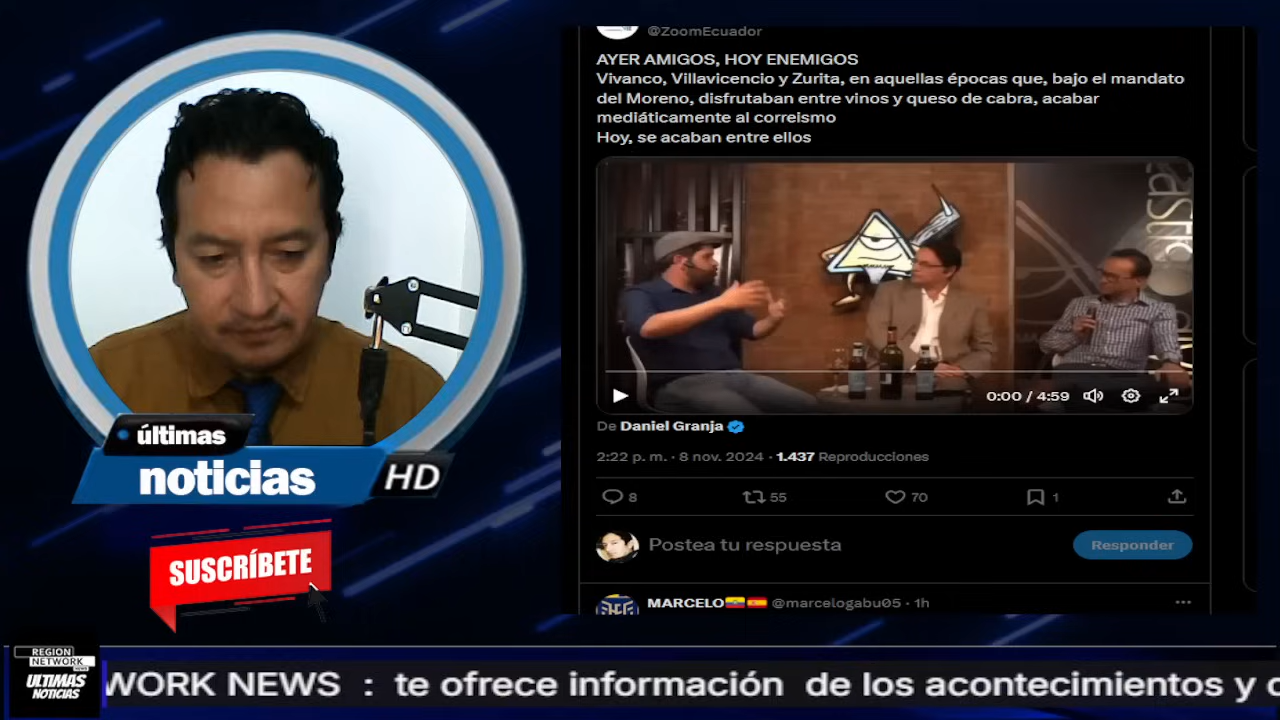 @ZoomEcuador
AYER AMIGOS, HOY ENEMIGOS
Vivanco, Villavicencio y Zurita, en aquellas épocas que, bajo el mandato
del Moreno, disfrutaban entre vinos y queso de cabra, acabar
mediáticamente al correismo
Hoy, se acaban entre ellos
0:00 / 4:59
De Daniel Granja
2:22 p. m. · 8 nov. 2024 · 1.437 Reproducciones
8 55 70 1
Postea tu respuesta
Responder
MARCELO @marcelogabu05 · 1h
últimas
noticias
HD
SUSCRÍBETE
REGION
NETWORK
NEWS
ULTIMAS
NOTICIAS
WORK NEWS : te ofrece información de los acontecimientos y